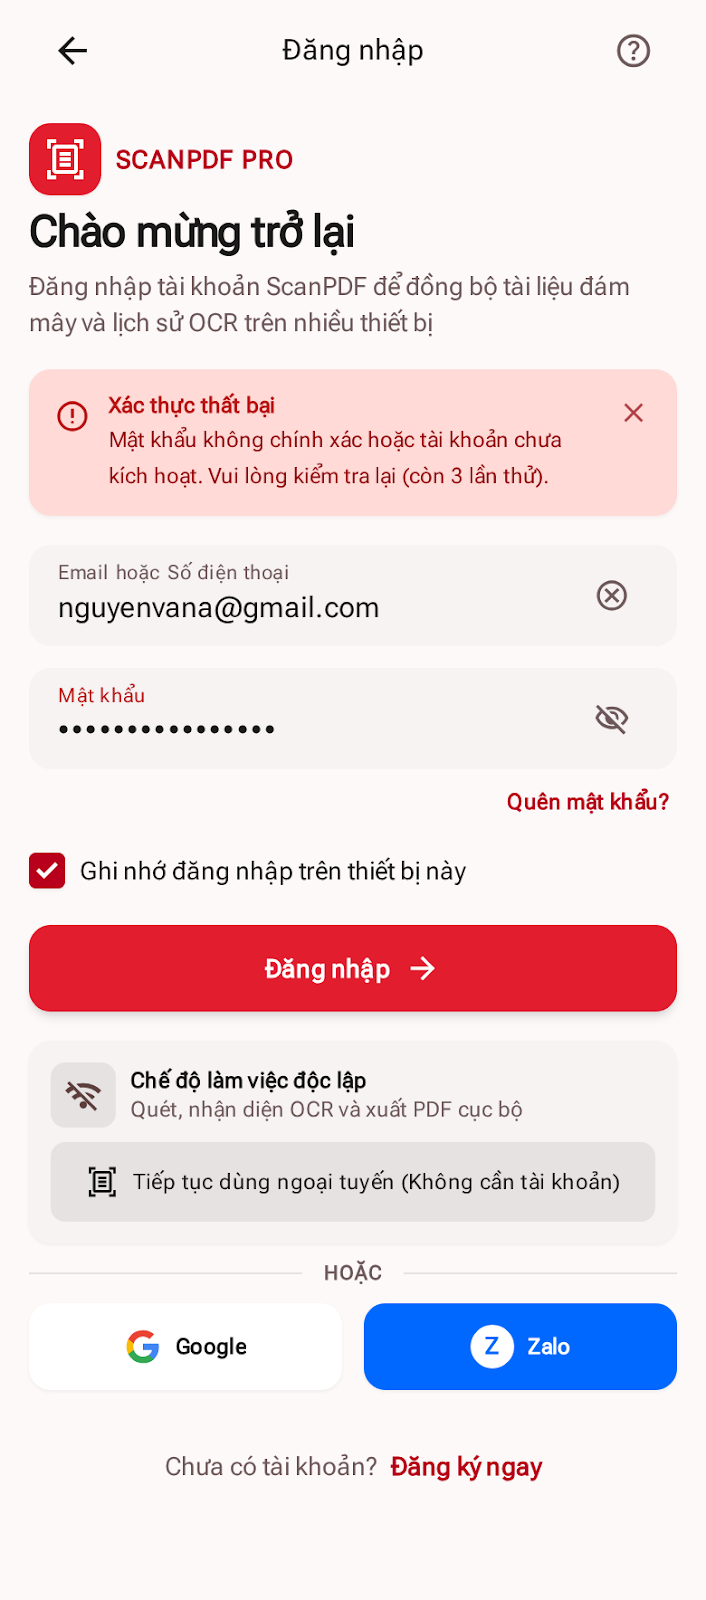 Đăng nhập
SCANPDF PRO
Chào mừng trở lại
Đăng nhập tài khoản ScanPDF để đồng bộ tài liệu đám
mây và lịch sử OCR trên nhiều thiết bị
Xác thực thất bại
Mật khẩu không chính xác hoặc tài khoản chưa
kích hoạt. Vui lòng kiểm tra lại (còn 3 lần thử).
Email hoặc Số điện thoại
nguyenvana@gmail.com
Mật khẩu
••••••••••••••••
Quên mật khẩu?
Ghi nhớ đăng nhập trên thiết bị này
Đăng nhập
Chế độ làm việc độc lập
Quét, nhận diện OCR và xuất PDF cục bộ
Tiếp tục dùng ngoại tuyến (Không cần tài khoản)
HOẶC
Google
Z Zalo
Chưa có tài khoản? Đăng ký ngay